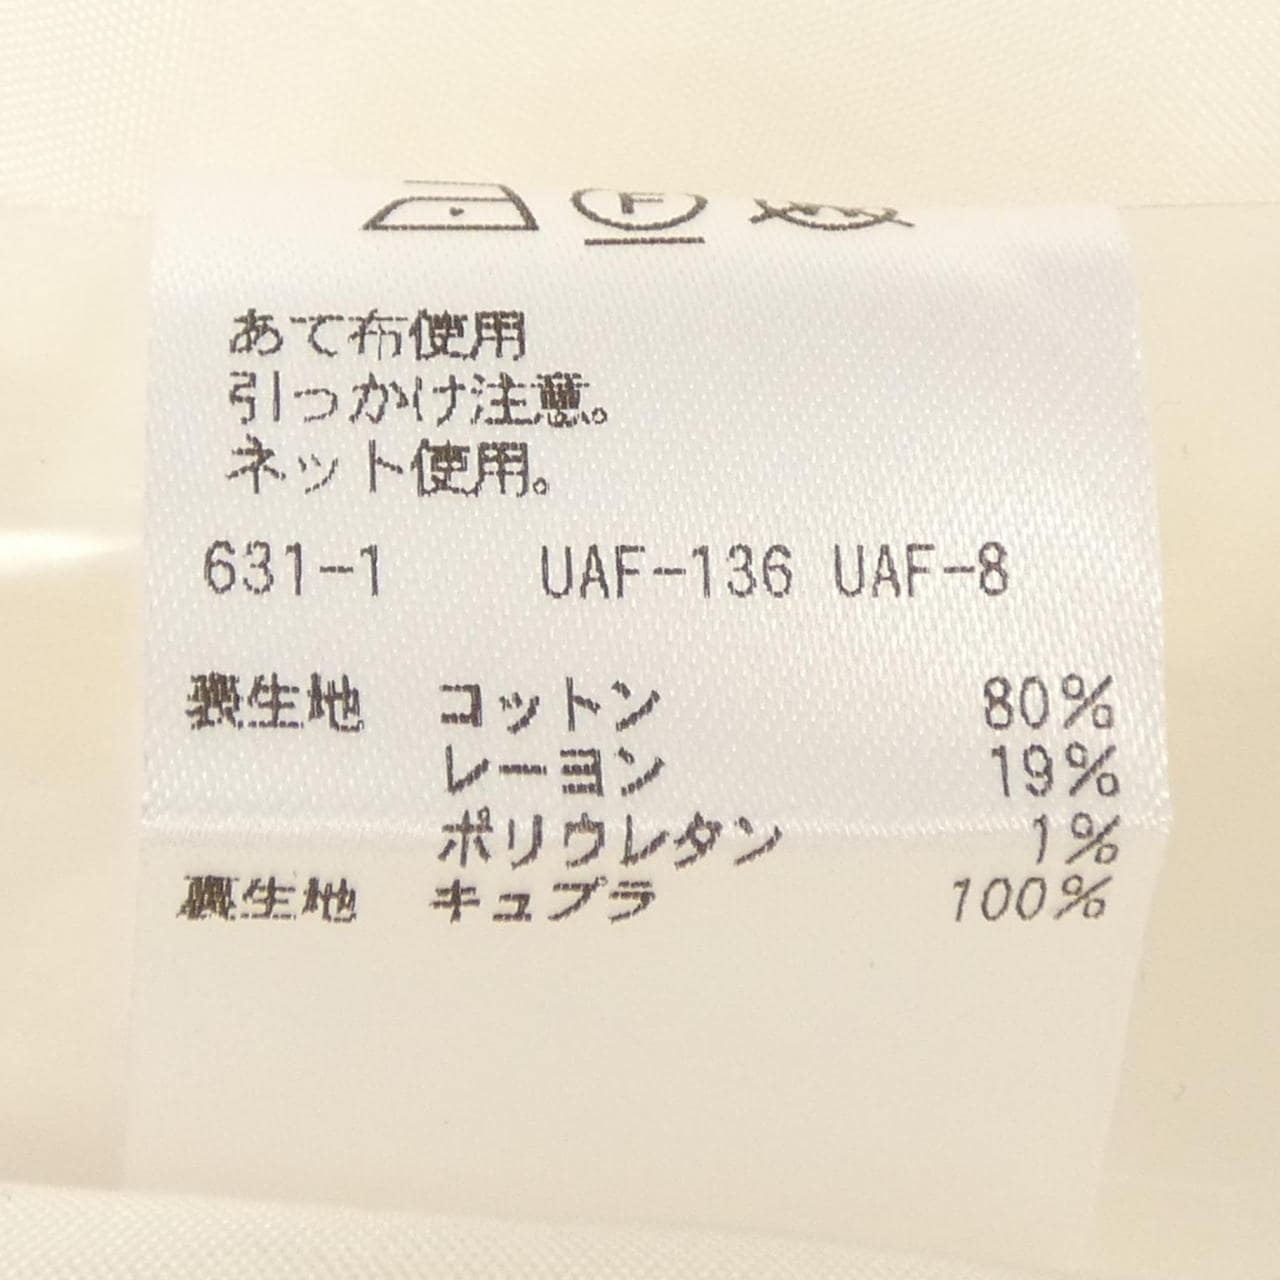 F
あて布使用
引っかけ注意。
ネット使用。
631-1 UAF-136 UAF-8
表生地 コットン 80%
レーヨン 19%
ポリウレタン 1%
裏生地 キュプラ 100%